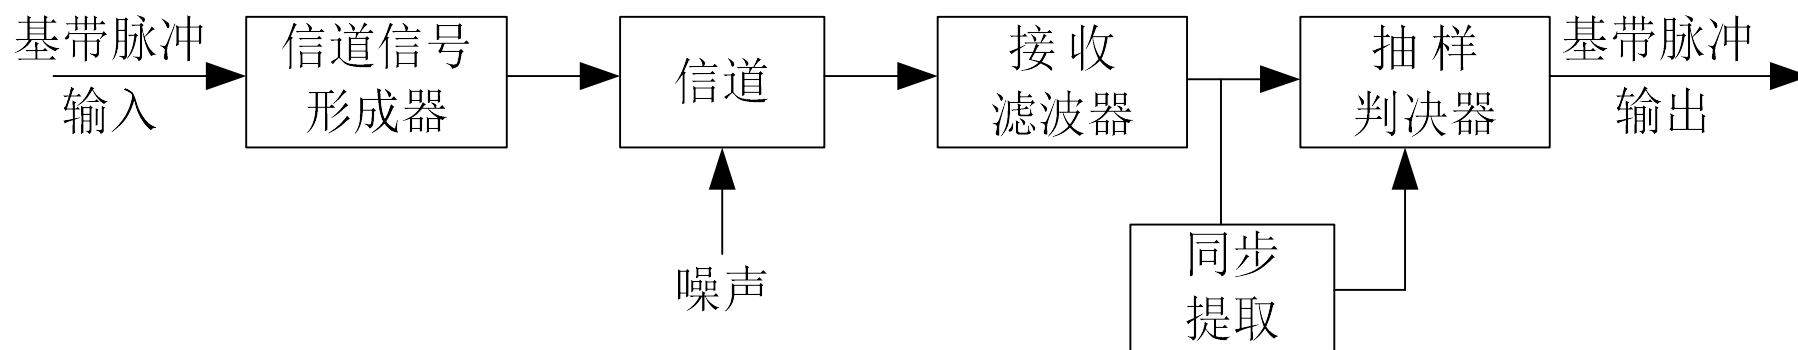 基带脉冲
输入
信道信号
形成器
信道
噪声
接收
滤波器
同步
提取
抽样
判决器
基带脉冲
输出